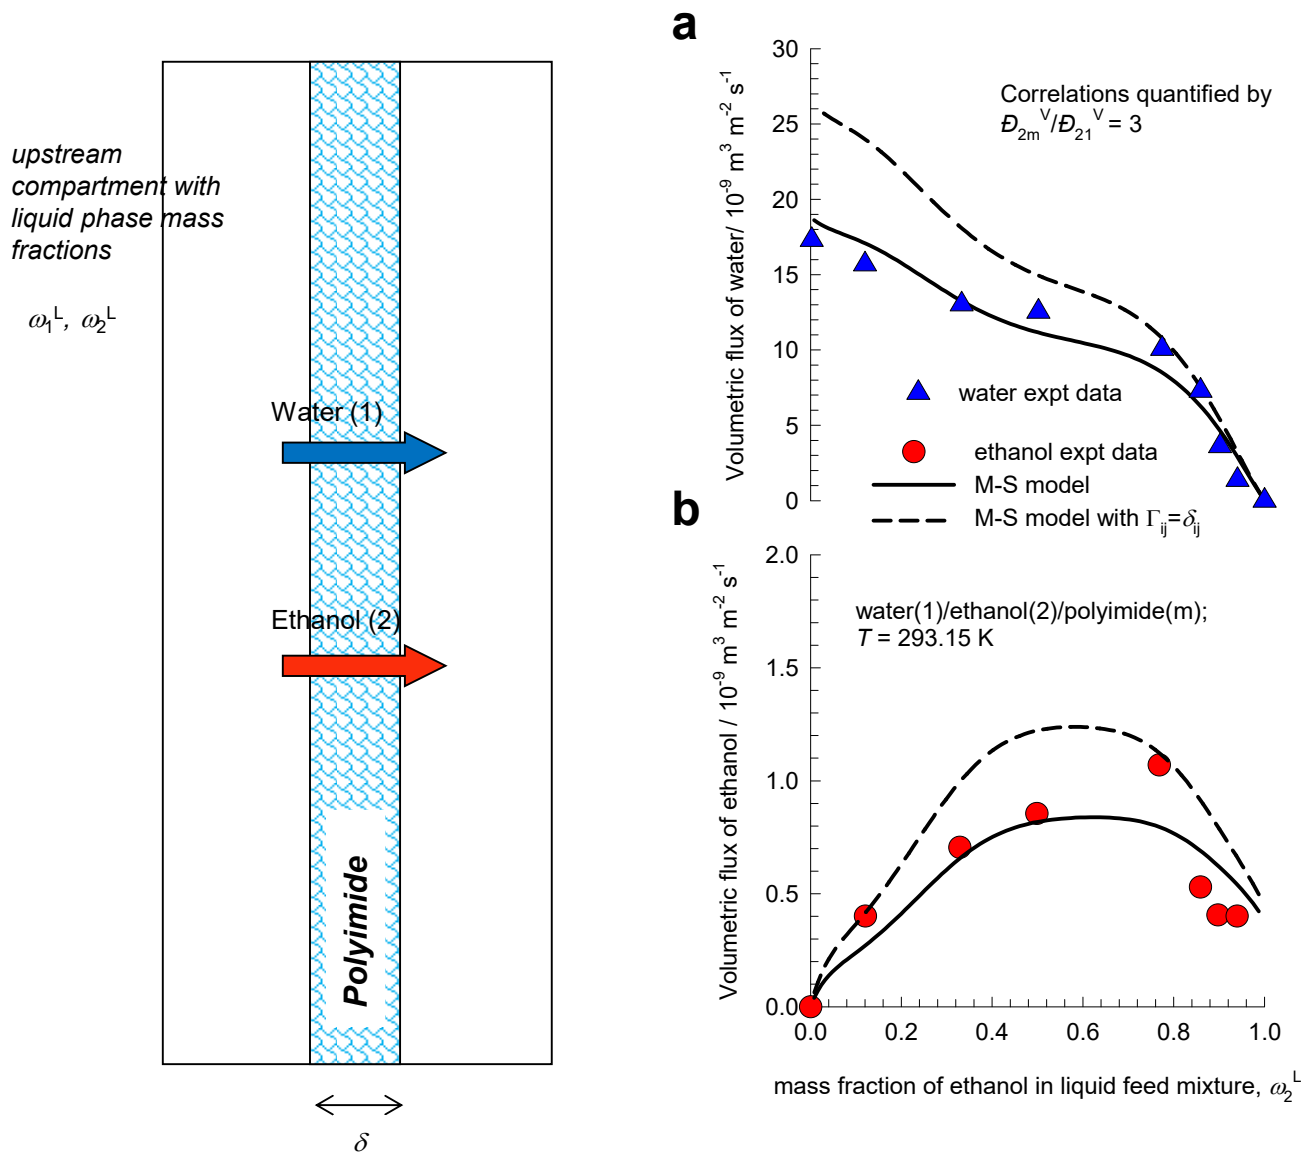 upstream
compartment with
liquid phase mass
fractions
ω₁ᴸ, ω₂ᴸ
Water (1)
Ethanol (2)
Polyimide
δ
a
Volumetric flux of water/ 10⁻⁹ m³ m⁻² s⁻¹
30
25
20
15
10
5
0
Correlations quantified by
Đ₂ₘⱽ/Đ₂₁ⱽ = 3
water expt data
ethanol expt data
M-S model
M-S model with Γᵢⱼ=δᵢⱼ
b
Volumetric flux of ethanol / 10⁻⁹ m³ m⁻² s⁻¹
2.0
1.5
1.0
0.5
0.0
water(1)/ethanol(2)/polyimide(m);
T = 293.15 K
0.0 0.2 0.4 0.6 0.8 1.0
mass fraction of ethanol in liquid feed mixture, ω₂ᴸ